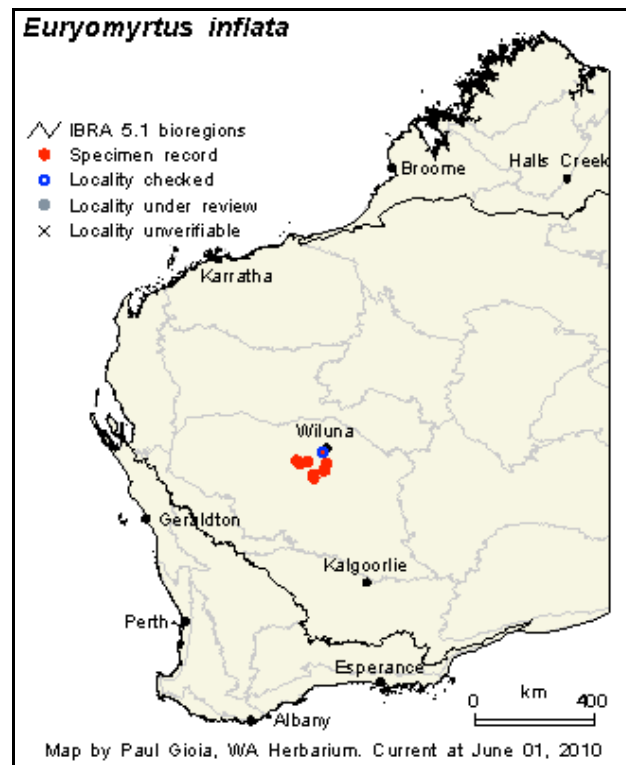 Euryomyrtus inflata
IBRA 5.1 bioregions
Specimen record
Locality checked
Locality under review
Locality unverifiable
Broome
Halls Creek
Karratha
Wiluna
Geraldton
Kalgoorlie
Perth
Esperance
Albany
km
0 400
Map by Paul Gioia, WA Herbarium. Current at June 01, 2010